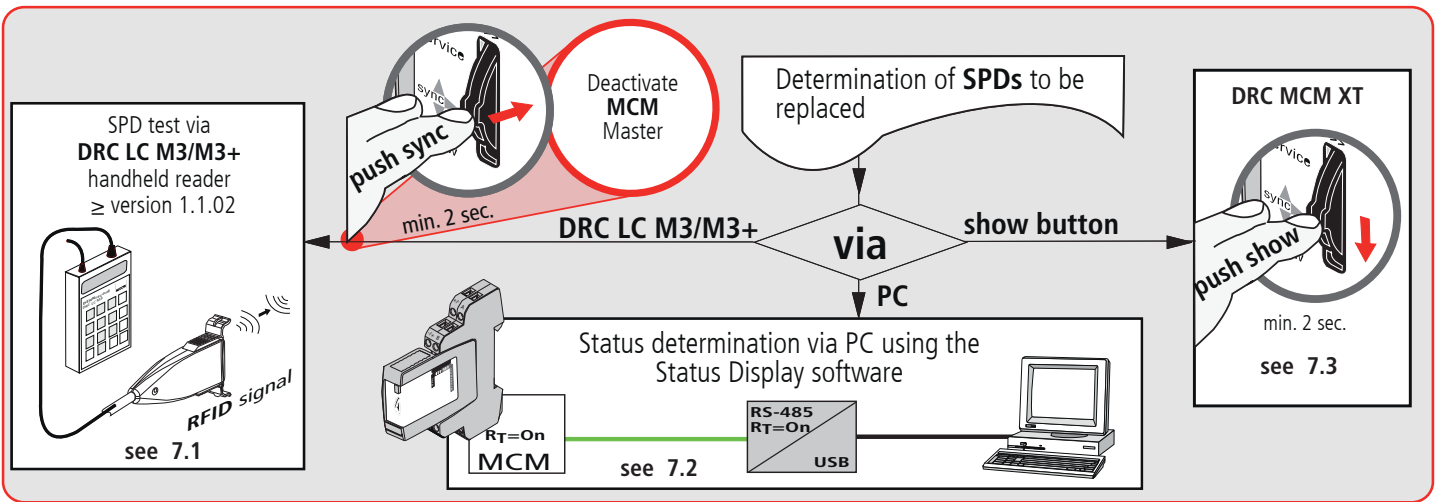 SPD test via
DRC LC M3/M3+
handheld reader
≥ version 1.1.02
RFID signal
see 7.1
ervice
sync
push sync
min. 2 sec.
Deactivate
MCM
Master
Determination of SPDs to be
replaced
DRC LC M3/M3+
via
show button
PC
Status determination via PC using the
Status Display software
RT=On
MCM
see 7.2
RS-485
RT=On
USB
DRC MCM XT
ervice
sync
push show
min. 2 sec.
see 7.3